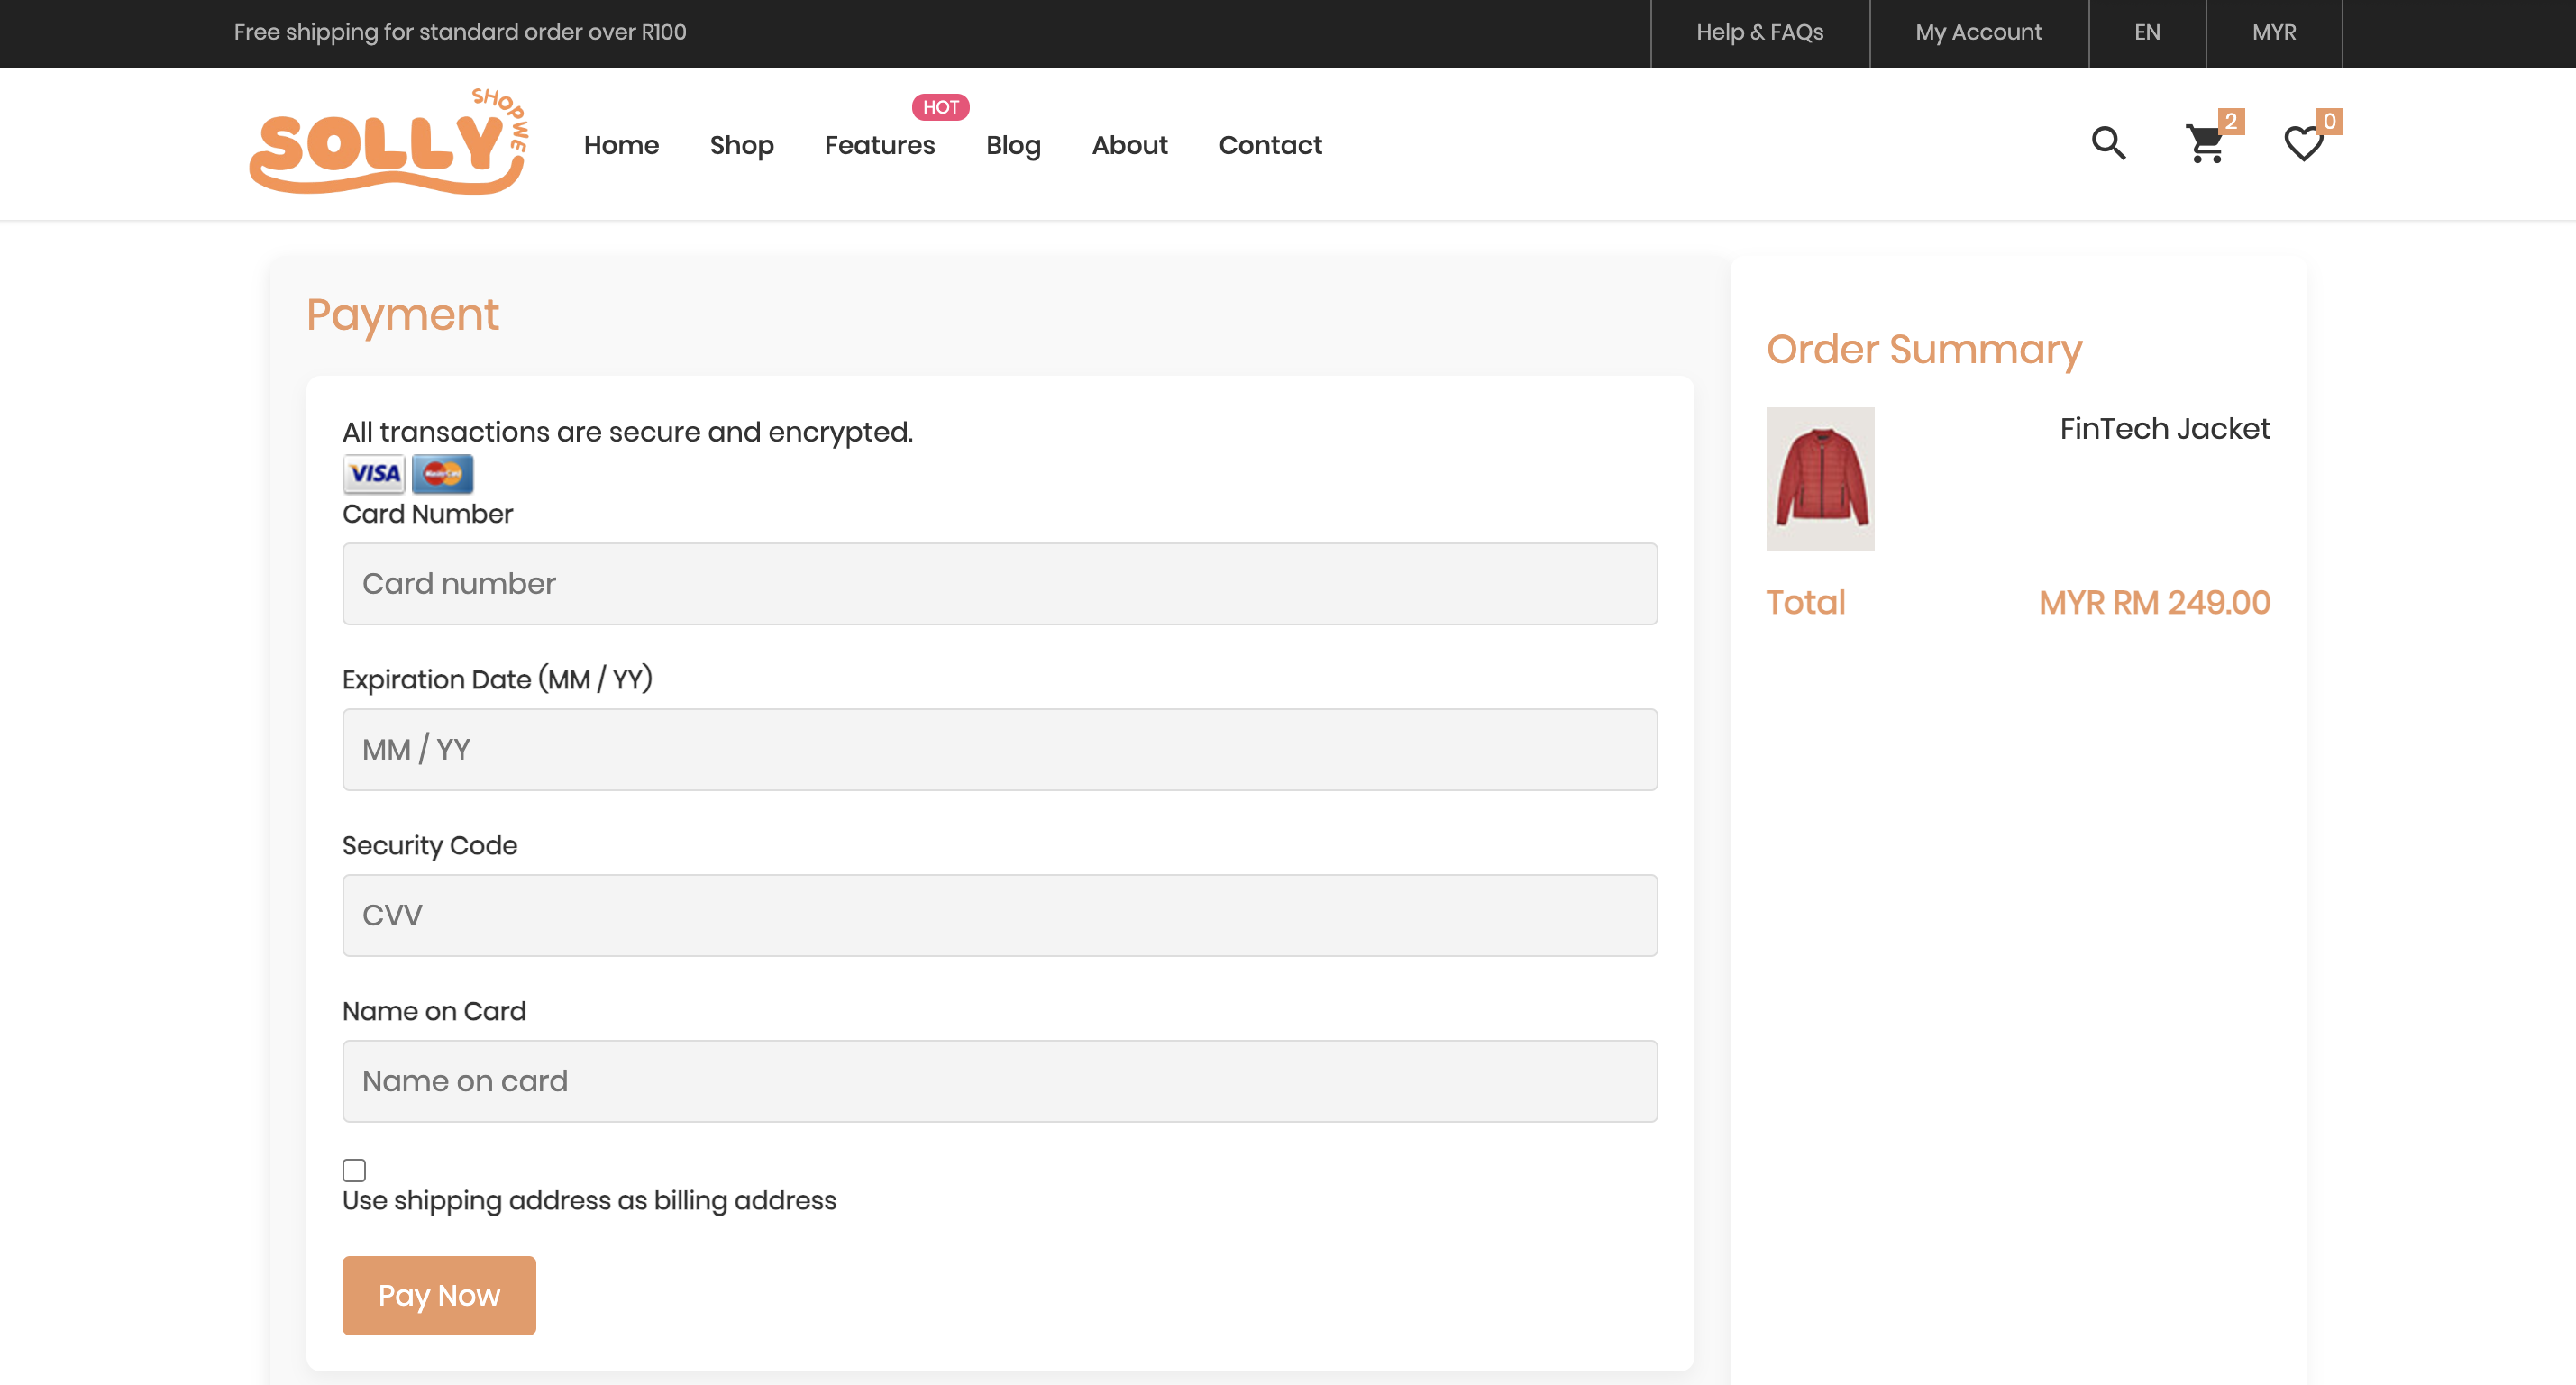 Free shipping for standard order over R100
Help & FAQs
My Account
EN
MYR
SOLLY
SHOPWE
Home
Shop
Features
HOT
Blog
About
Contact
2
0
Payment
All transactions are secure and encrypted.
VISA
MasterCard
Card Number
Card number
Expiration Date (MM / YY)
MM / YY
Security Code
CVV
Name on Card
Name on card
Use shipping address as billing address
Pay Now
Order Summary
FinTech Jacket
Total
MYR RM 249.00